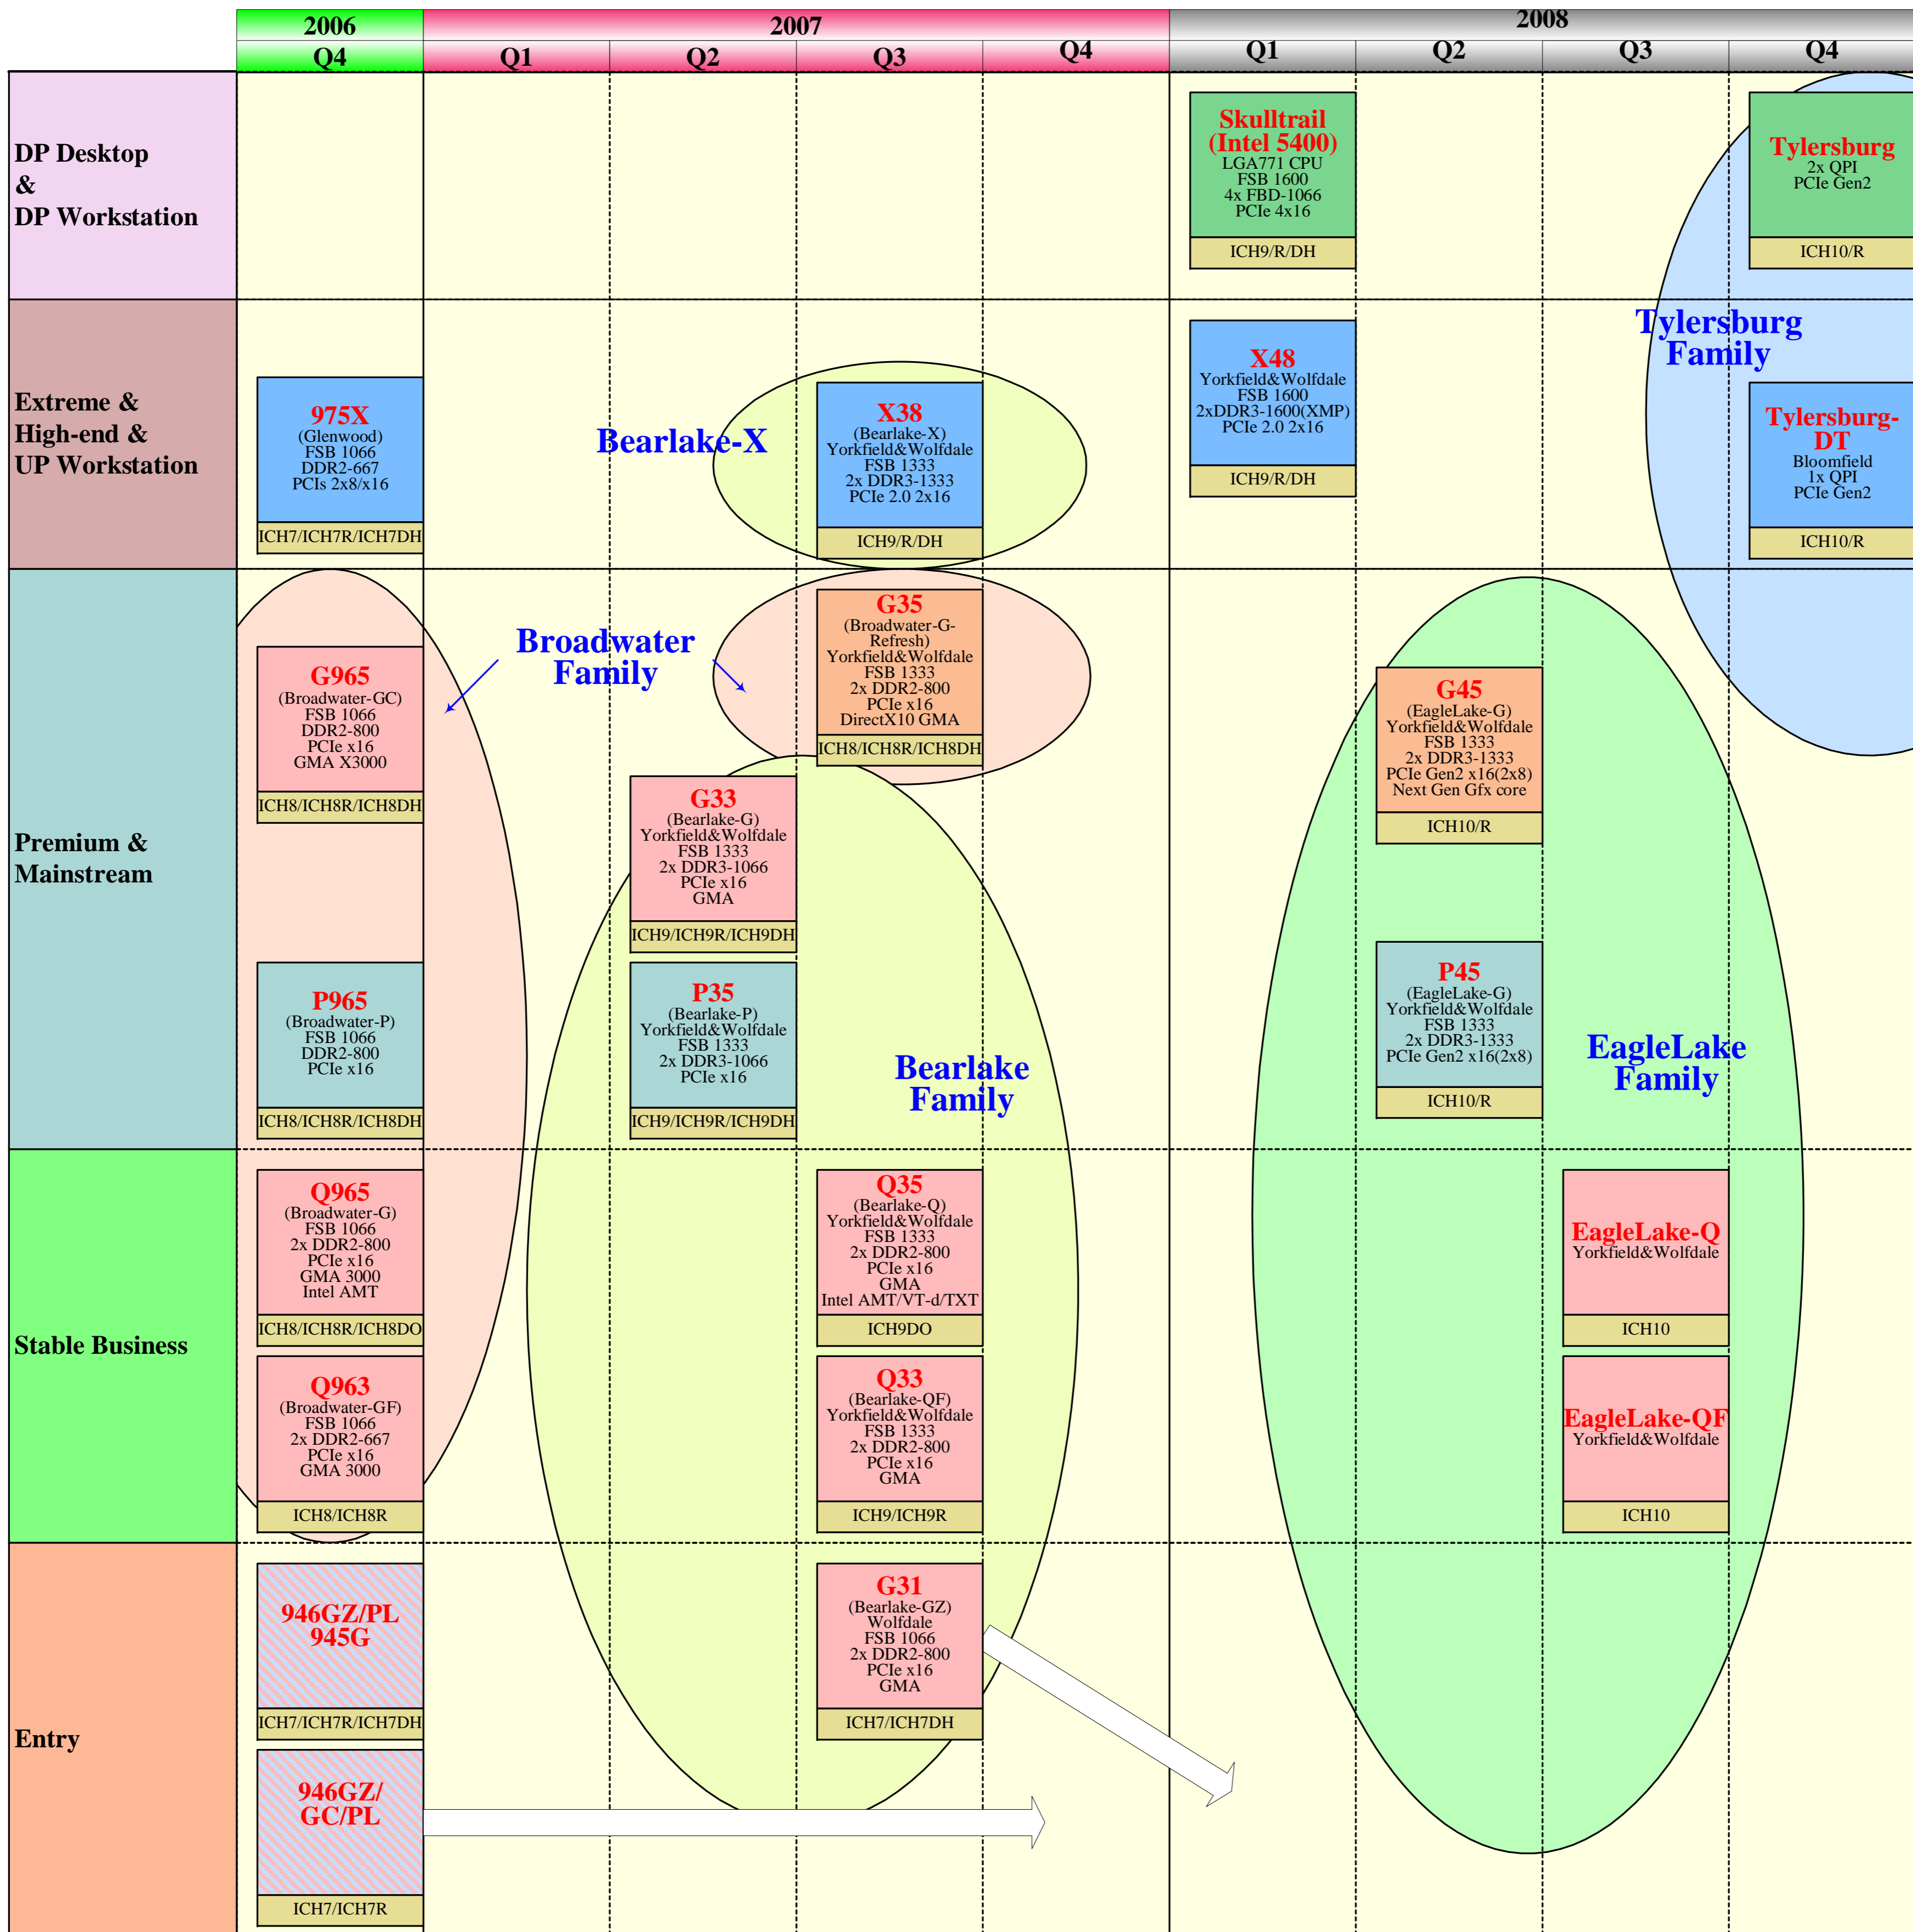 2006
2007
2008
Q4
Q1
Q2
Q3
Q4
Q1
Q2
Q3
Q4
DP Desktop
&
DP Workstation
Skulltrail
(Intel 5400)
LGA771 CPU
FSB 1600
4x FBD-1066
PCIe 4x16
ICH9/R/DH
Tylersburg
2x QPI
PCIe Gen2
ICH10/R
Tylersburg
Family
Extreme &
High-end &
UP Workstation
975X
(Glenwood)
FSB 1066
DDR2-667
PCIs 2x8/x16
ICH7/ICH7R/ICH7DH
Bearlake-X
X38
(Bearlake-X)
Yorkfield&Wolfdale
FSB 1333
2x DDR3-1333
PCIe 2.0 2x16
ICH9/R/DH
X48
Yorkfield&Wolfdale
FSB 1600
2xDDR3-1600(XMP)
PCIe 2.0 2x16
ICH9/R/DH
Tylersburg-
DT
Bloomfield
1x QPI
PCIe Gen2
ICH10/R
Premium &
Mainstream
G965
(Broadwater-GC)
FSB 1066
DDR2-800
PCIe x16
GMA X3000
ICH8/ICH8R/ICH8DH
Broadwater
Family
G35
(Broadwater-G-
Refresh)
Yorkfield&Wolfdale
FSB 1333
2x DDR2-800
PCIe x16
DirectX10 GMA
ICH8/ICH8R/ICH8DH
G33
(Bearlake-G)
Yorkfield&Wolfdale
FSB 1333
2x DDR3-1066
PCIe x16
GMA
ICH9/ICH9R/ICH9DH
G45
(EagleLake-G)
Yorkfield&Wolfdale
FSB 1333
2x DDR3-1333
PCIe Gen2 x16(2x8)
Next Gen Gfx core
ICH10/R
P965
(Broadwater-P)
FSB 1066
DDR2-800
PCIe x16
ICH8/ICH8R/ICH8DH
P35
(Bearlake-P)
Yorkfield&Wolfdale
FSB 1333
2x DDR3-1066
PCIe x16
ICH9/ICH9R/ICH9DH
Bearlake
Family
P45
(EagleLake-G)
Yorkfield&Wolfdale
FSB 1333
2x DDR3-1333
PCIe Gen2 x16(2x8)
ICH10/R
EagleLake
Family
Stable Business
Q965
(Broadwater-G)
FSB 1066
2x DDR2-800
PCIe x16
GMA 3000
Intel AMT
ICH8/ICH8R/ICH8DO
Q35
(Bearlake-Q)
Yorkfield&Wolfdale
FSB 1333
2x DDR2-800
PCIe x16
GMA
Intel AMT/VT-d/TXT
ICH9DO
EagleLake-Q
Yorkfield&Wolfdale
ICH10
Q963
(Broadwater-GF)
FSB 1066
2x DDR2-667
PCIe x16
GMA 3000
ICH8/ICH8R
Q33
(Bearlake-QF)
Yorkfield&Wolfdale
FSB 1333
2x DDR2-800
PCIe x16
GMA
ICH9/ICH9R
EagleLake-QF
Yorkfield&Wolfdale
ICH10
Entry
946GZ/PL
945G
ICH7/ICH7R/ICH7DH
G31
(Bearlake-GZ)
Wolfdale
FSB 1066
2x DDR2-800
PCIe x16
GMA
ICH7/ICH7DH
946GZ/
GC/PL
ICH7/ICH7R